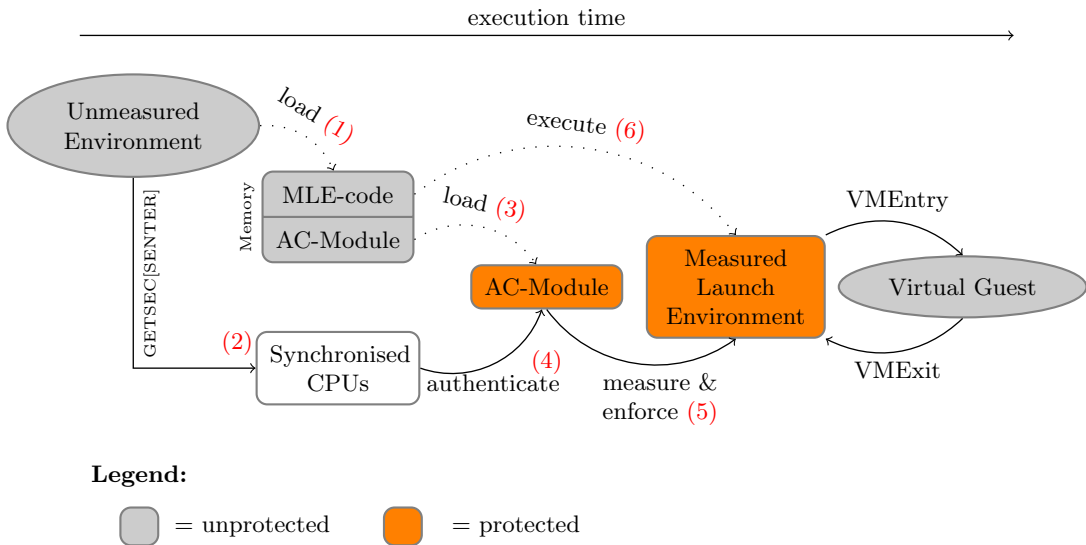 execution time
Unmeasured
Environment
load (1)
execute (6)
Memory
MLE-code
AC-Module
load (3)
VMEntry
GETSEC[SENTER]
AC-Module
Measured
Launch
Environment
Virtual Guest
(2)
Synchronised
CPUs
(4)
authenticate
measure &
enforce (5)
VMExit
Legend:
= unprotected
= protected